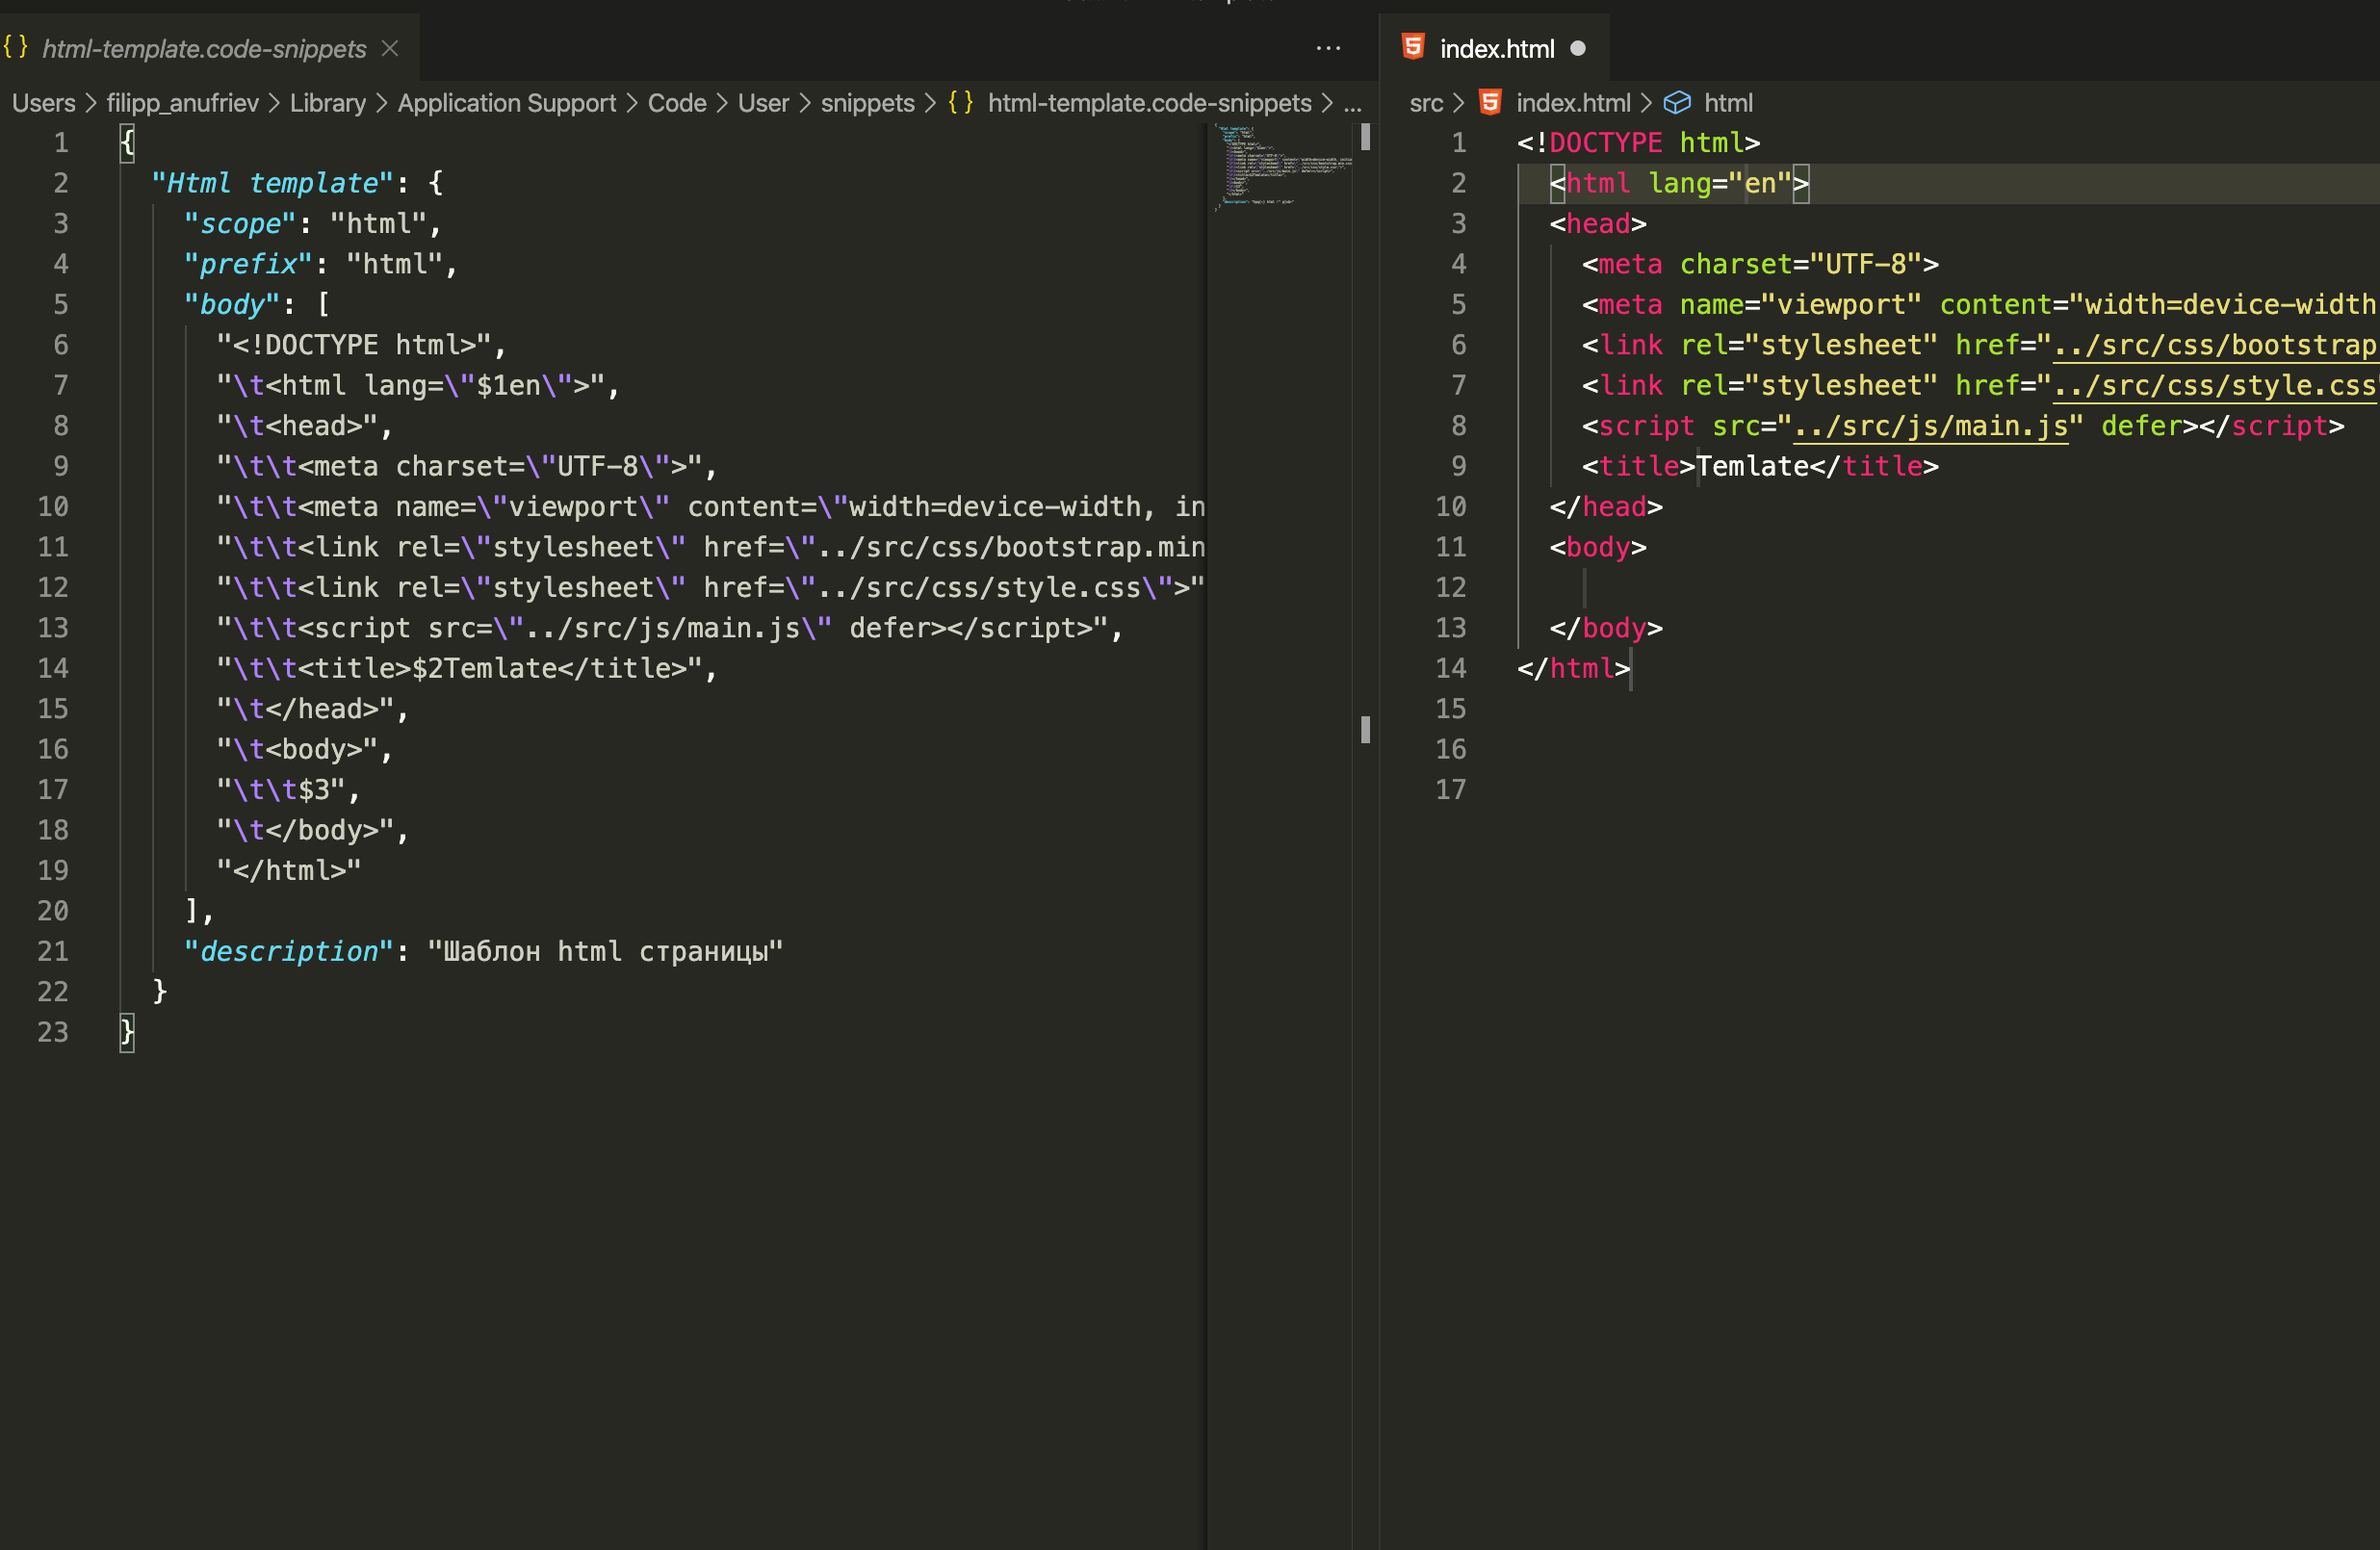 html-template.code-snippets
Users > filipp_anufriev > Library > Application Support > Code > User > snippets > {} html-template.code-snippets > ...
1 {
2 "Html template": {
3 "scope": "html",
4 "prefix": "html",
5 "body": [
6 "<!DOCTYPE html>",
7 "\t<html lang=\"$1en\">",
8 "\t<head>",
9 "\t\t<meta charset=\"UTF-8\">",
10 "\t\t<meta name=\"viewport\" content=\"width=device-width, in
11 "\t\t<link rel=\"stylesheet\" href=\"../src/css/bootstrap.min
12 "\t\t<link rel=\"stylesheet\" href=\"../src/css/style.css\">"
13 "\t\t<script src=\"../src/js/main.js\" defer></script>",
14 "\t\t<title>$2Temlate</title>",
15 "\t</head>",
16 "\t<body>",
17 "\t\t$3",
18 "\t</body>",
19 "</html>"
20 ],
21 "description": "Шаблон html страницы"
22 }
23 }
index.html
src > index.html > html
1 <!DOCTYPE html>
2 <html lang="en">
3 <head>
4 <meta charset="UTF-8">
5 <meta name="viewport" content="width=device-width
6 <link rel="stylesheet" href="../src/css/bootstrap
7 <link rel="stylesheet" href="../src/css/style.css"
8 <script src="../src/js/main.js" defer></script>
9 <title>Temlate</title>
10 </head>
11 <body>
12
13 </body>
14 </html>
15
16
17